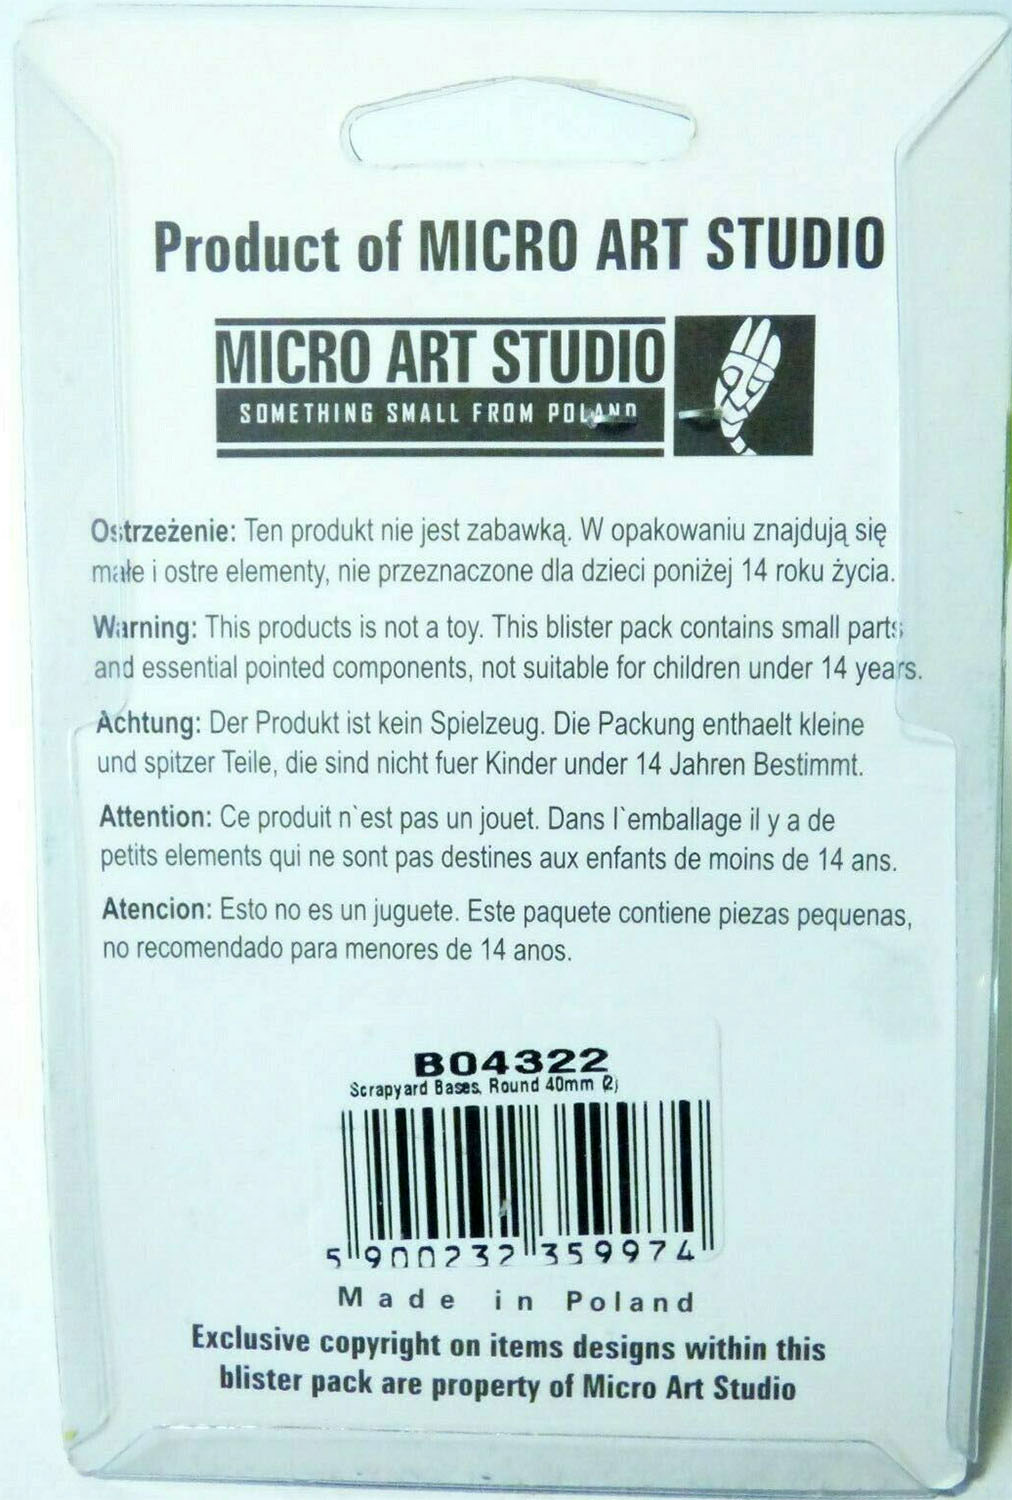 Product of MICRO ART STUDIO
MICRO ART STUDIO
SOMETHING SMALL FROM POLAND
Ostrzeżenie: Ten produkt nie jest zabawką. W opakowaniu znajdują się
małe i ostre elementy, nie przeznaczone dla dzieci poniżej 14 roku życia.
Warning: This products is not a toy. This blister pack contains small parts
and essential pointed components, not suitable for children under 14 years.
Achtung: Der Produkt ist kein Spielzeug. Die Packung enthaelt kleine
und spitzer Teile, die sind nicht fuer Kinder under 14 Jahren Bestimmt.
Attention: Ce produit n`est pas un jouet. Dans l`emballage il y a de
petits elements qui ne sont pas destines aux enfants de moins de 14 ans.
Atencion: Esto no es un juguete. Este paquete contiene piezas pequenas,
no recomendado para menores de 14 anos.
B04322
Scrapyard Bases, Round 40mm (2)
5 900232 359974
Made in Poland
Exclusive copyright on items designs within this
blister pack are property of Micro Art Studio